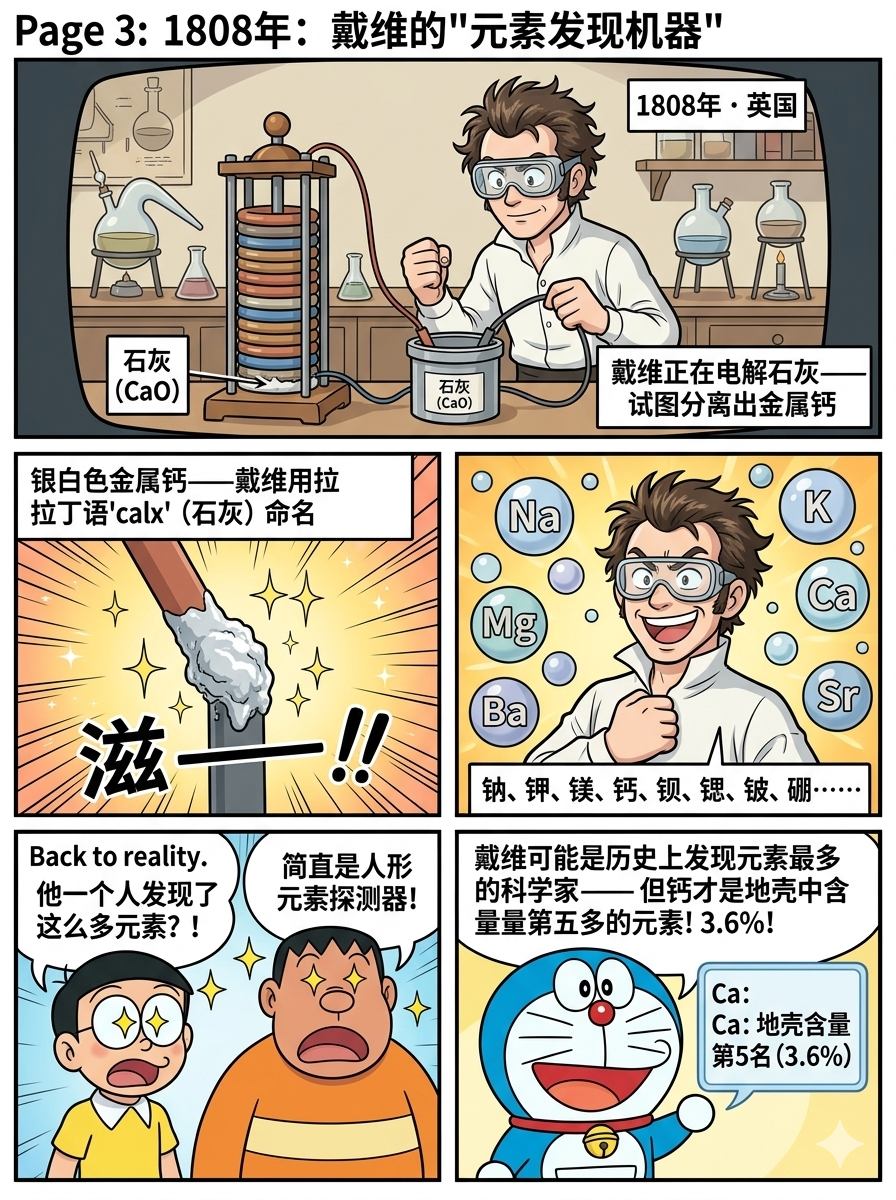 Page 3: 1808年：戴维的"元素发现机器"
1808年·英国
石灰
(CaO)
石灰
(CaO)
戴维正在电解石灰——
试图分离出金属钙
银白色金属钙——戴维用拉
拉丁语'calx'（石灰）命名
滋——!!
Na
K
Mg
Ca
Ba
Sr
钠、钾、镁、钙、钡、锶、铍、硼……
Back to reality.
他一个人发现了
这么多元素？！
简直是人形
元素探测器!
戴维可能是历史上发现元素最多
的科学家—— 但钙才是地壳中含
量量第五多的元素! 3.6%!
Ca:
Ca: 地壳含量
第5名(3.6%)